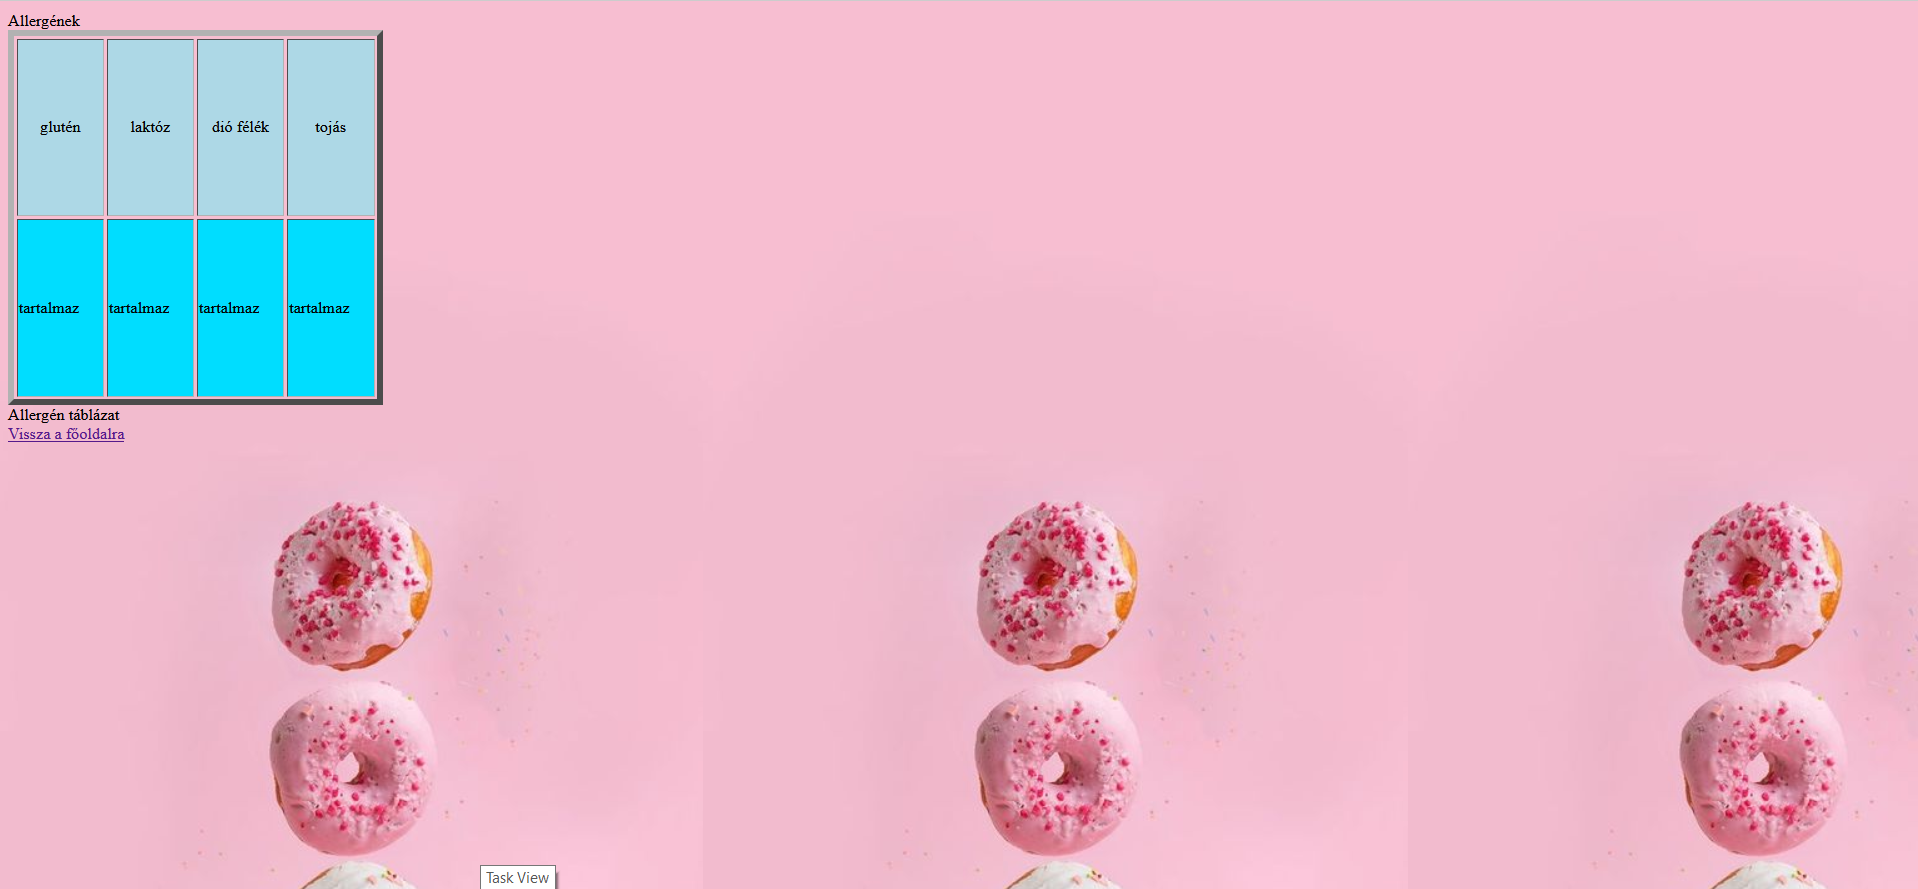 Allergének
glutén laktóz dió félék tojás
tartalmaz tartalmaz tartalmaz tartalmaz
Allergén táblázat
Vissza a főoldalra
Task View